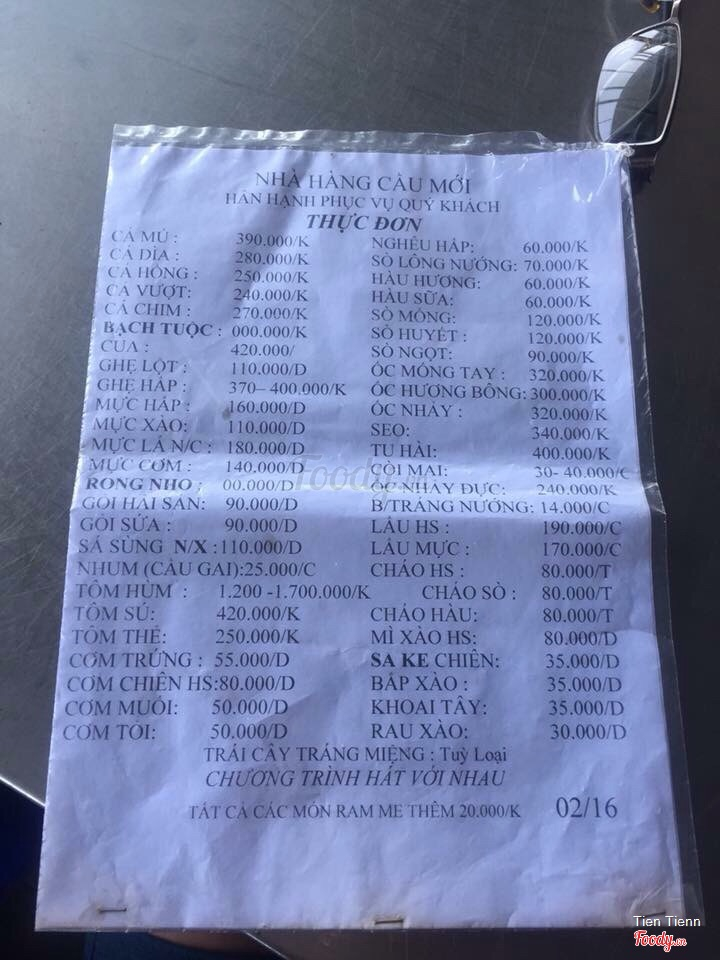 NHÀ HÀNG CẦU MỚI
HÂN HẠNH PHỤC VỤ QUÝ KHÁCH
THỰC ĐƠN
CÁ MÚ : 390.000/K
CÁ DÌA : 280.000/K
CÁ HỒNG : 250.000/K
CÁ VƯỢT: 240.000/K
CÁ CHIM : 270.000/K
BẠCH TUỘC : 000.000/K
CUA : 420.000/
GHẸ LỘT : 110.000/D
GHẸ HẤP : 370– 400.000/K
MỰC HẤP : 160.000/D
MỰC XÀO: 110.000/D
MỰC LÁ N/C : 180.000/D
MỰC CƠM : 140.000/D
RONG NHO : 00.000/D
GỎI HẢI SẢN: 90.000/D
GỎI SỨA : 90.000/D
SÁ SÙNG N/X :110.000/D
NHUM (CẦU GAI):25.000/C
TÔM HÙM : 1.200 -1.700.000/K
TÔM SÚ: 420.000/K
TÔM THẺ: 250.000/K
CƠM TRỨNG : 55.000/D
CƠM CHIÊN HS:80.000/D
CƠM MUỐI: 50.000/D
CƠM TỎI: 50.000/D
NGHÊU HẤP: 60.000/K
SÒ LÔNG NƯỚNG: 70.000/K
HÀU HƯƠNG: 60.000/K
HÀU SỮA: 60.000/K
SÒ MÓNG: 120.000/K
SÒ HUYẾT : 120.000/K
SÒ NGỌT: 90.000/K
ỐC MÓNG TAY : 320.000/K
ỐC HƯƠNG BÔNG: 300.000/K
ỐC NHẢY : 320.000/K
SEO: 340.000/K
TU HÀI: 400.000/K
CỒI MAI: 30- 40.000/C
ỐC NHẢY ĐỰC: 240.000/K
B/TRÁNG NƯỚNG: 14.000/C
LẨU HS : 190.000/C
LẨU MỰC : 170.000/C
CHÁO HS : 80.000/T
CHÁO SÒ : 80.000/T
CHÁO HÀU: 80.000/T
MÌ XÀO HS: 80.000/D
SA KE CHIÊN: 35.000/D
BẮP XÀO : 35.000/D
KHOAI TÂY: 35.000/D
RAU XÀO: 30.000/D
TRÁI CÂY TRÁNG MIỆNG : Tuỳ Loại
CHƯƠNG TRÌNH HÁT VỚI NHAU
TẤT CẢ CÁC MÓN RAM ME THÊM 20.000/K 02/16
Foody.vn
Tien Tienn
Foody.vn